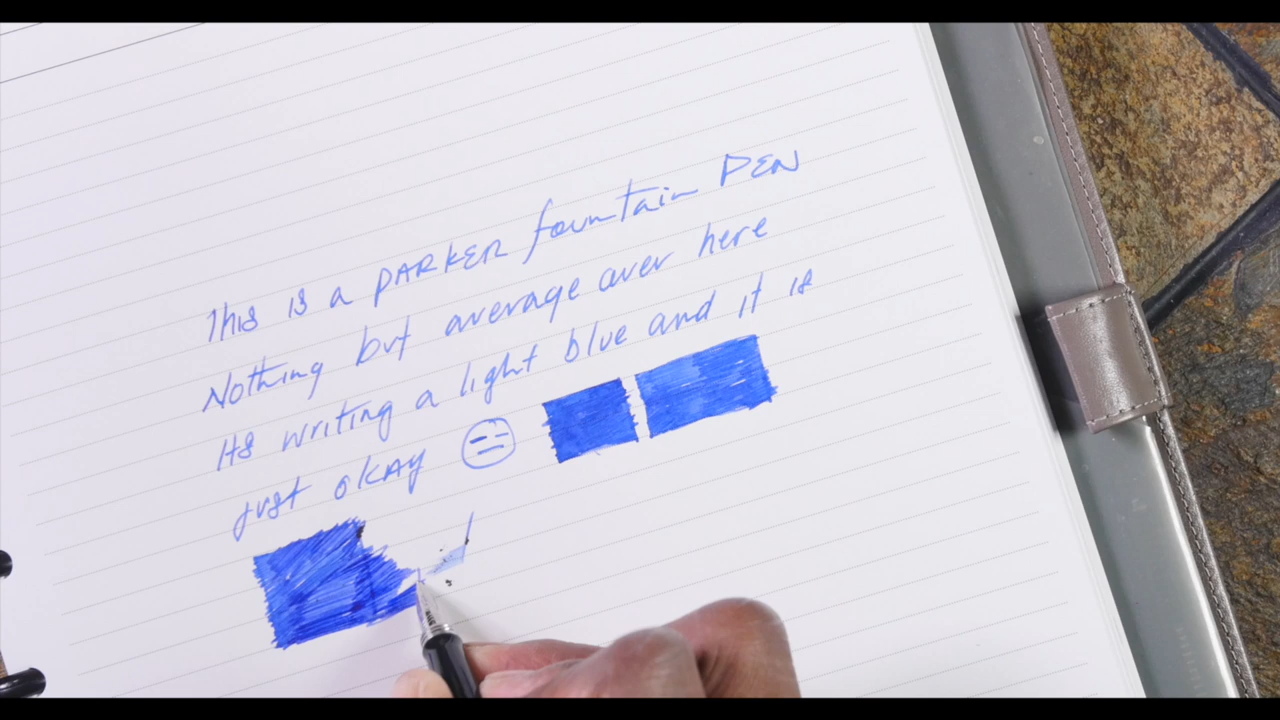 This is a PARKER fountain PEN
Nothing but average over here
Its writing a light blue and it is
just okay